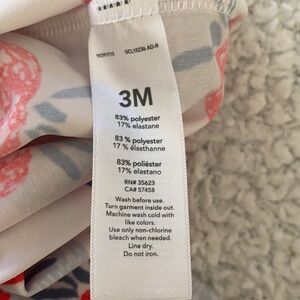 GCL15236 AD-R
3M
83% polyester
17% elastane
83 % polyester
17 % élasthanne
83% poliéster
17% elastano
RN# 35623
CA# 57458
Wash before use.
Turn garment inside out.
Machine wash cold with
like colors.
Use only non-chlorine
bleach when needed.
Line dry.
Do not iron.